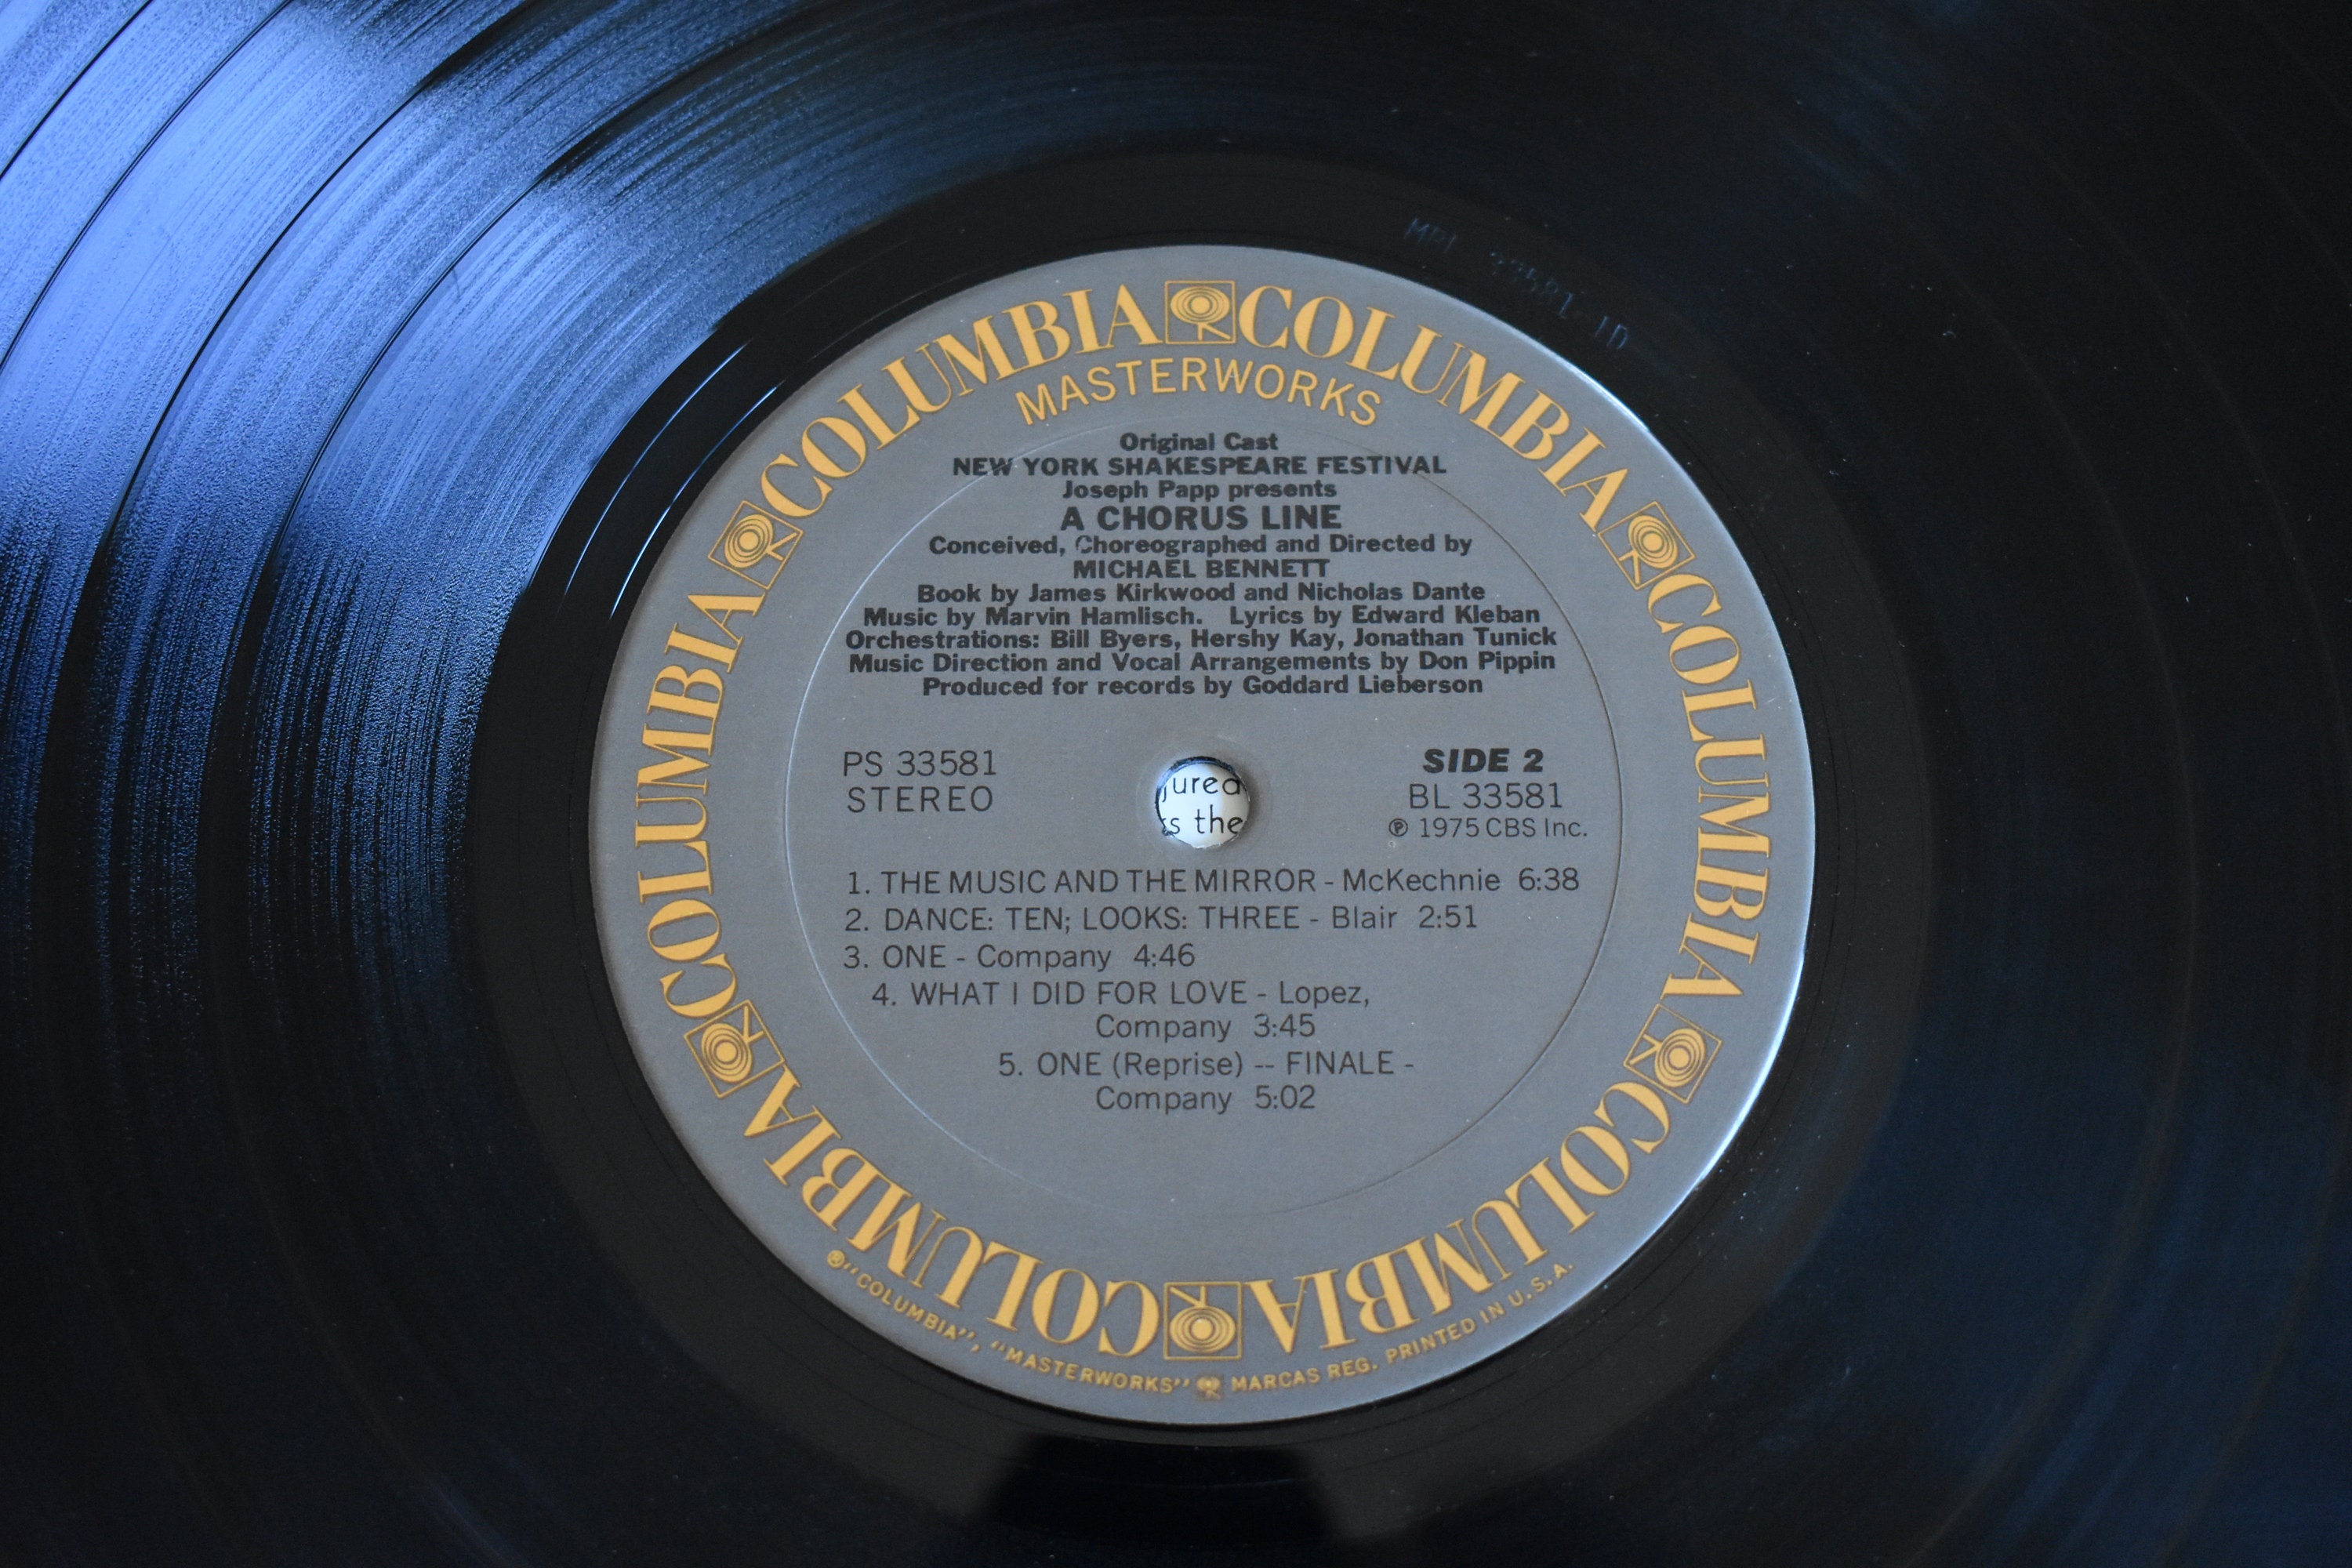 COLUMBIA COLUMBIA COLUMBIA COLUMBIA COLUMBIA COLUMBIA
MASTERWORKS
Original Cast
NEW YORK SHAKESPEARE FESTIVAL
Joseph Papp presents
A CHORUS LINE
Conceived, Choreographed and Directed by
MICHAEL BENNETT
Book by James Kirkwood and Nicholas Dante
Music by Marvin Hamlisch. Lyrics by Edward Kleban
Orchestrations: Bill Byers, Hershy Kay, Jonathan Tunick
Music Direction and Vocal Arrangements by Don Pippin
Produced for records by Goddard Lieberson
PS 33581
STEREO
SIDE 2
BL 33581
℗ 1975 CBS Inc.
jured
s the
1. THE MUSIC AND THE MIRROR - McKechnie 6:38
2. DANCE: TEN; LOOKS: THREE - Blair 2:51
3. ONE - Company 4:46
4. WHAT I DID FOR LOVE - Lopez,
Company 3:45
5. ONE (Reprise) -- FINALE -
Company 5:02
® "COLUMBIA", "MASTERWORKS" MARCAS REG. PRINTED IN U.S.A.